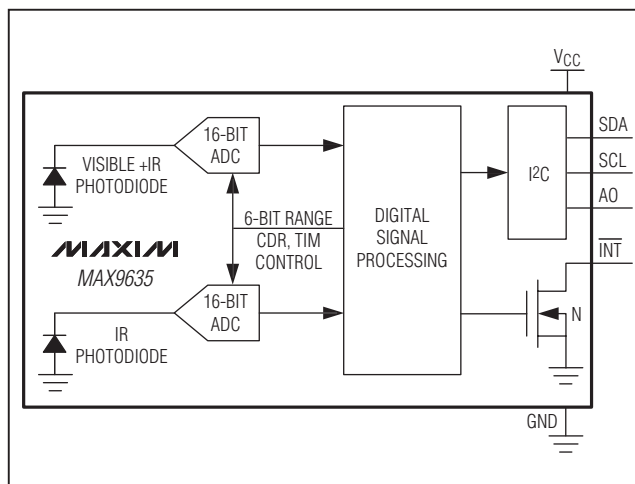 VCC
16-BIT
ADC
VISIBLE +IR
PHOTODIODE
6-BIT RANGE
CDR, TIM
CONTROL
MAXIM
MAX9635
16-BIT
ADC
IR
PHOTODIODE
DIGITAL
SIGNAL
PROCESSING
I2C
SDA
SCL
AO
INT
N
GND